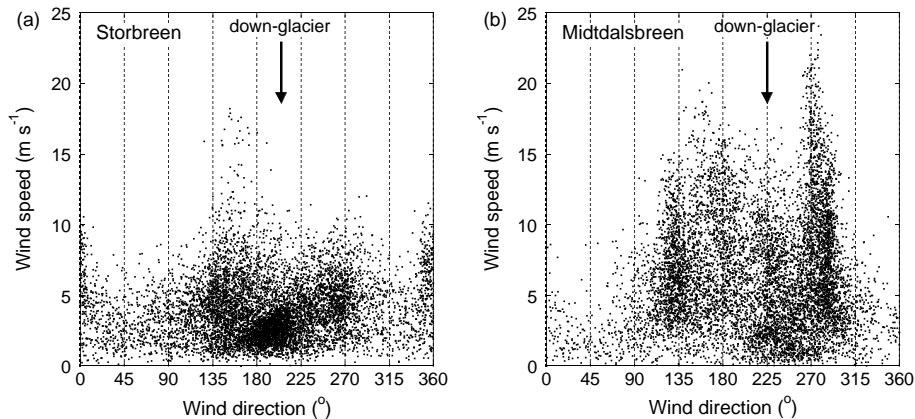 (a)
Storbreen
down-glacier
25
20
15
10
5
0
Wind speed (m s⁻¹)
0 45 90 135 180 225 270 315 360
Wind direction (°)
(b)
Midtdalsbreen
down-glacier
25
20
15
10
5
0
Wind speed (m s⁻¹)
0 45 90 135 180 225 270 315 360
Wind direction (°)